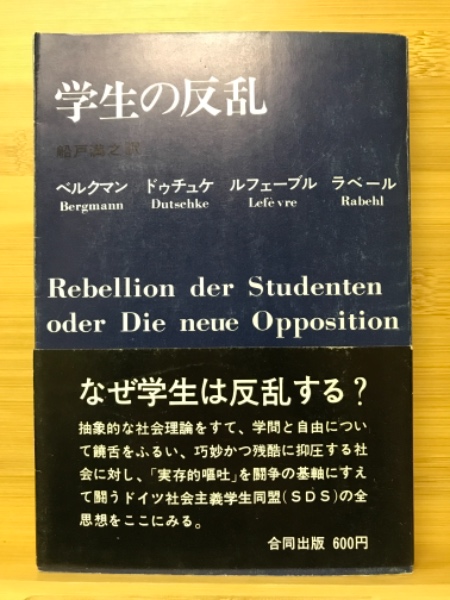 学生の反乱
船戸満之訳
ベルクマン ドゥチュケ ルフェーブル ラベール
Bergmann Dutschke Lefèvre Rabehl
Rebellion der Studenten
oder Die neue Opposition
なぜ学生は反乱する?
抽象的な社会理論をすて、学問と自由につい
て饒舌をふるい、巧妙かつ残酷に抑圧する社
会に対し、「実存的嘔吐」を闘争の基軸にすえ
て闘うドイツ社会主義学生同盟(SDS)の全
思想をここにみる。
合同出版 600円